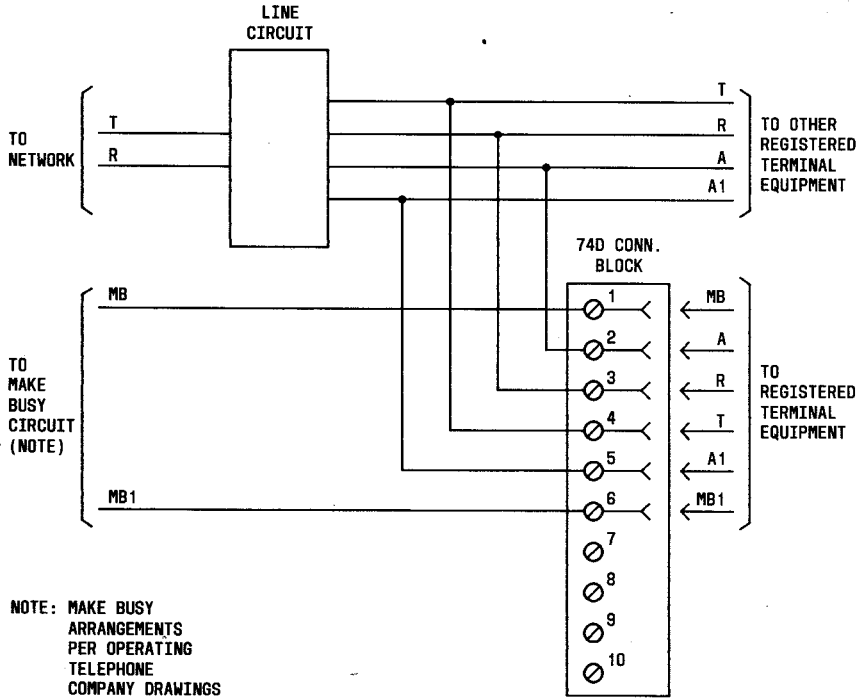 LINE
CIRCUIT
TO
NETWORK
T
R
T
R
A
A1
TO OTHER
REGISTERED
TERMINAL
EQUIPMENT
74D CONN.
BLOCK
TO
MAKE
BUSY
CIRCUIT
(NOTE)
MB
MB1
1
2
3
4
5
6
7
8
9
10
MB
A
R
T
A1
MB1
TO
REGISTERED
TERMINAL
EQUIPMENT
NOTE: MAKE BUSY
ARRANGEMENTS
PER OPERATING
TELEPHONE
COMPANY DRAWINGS